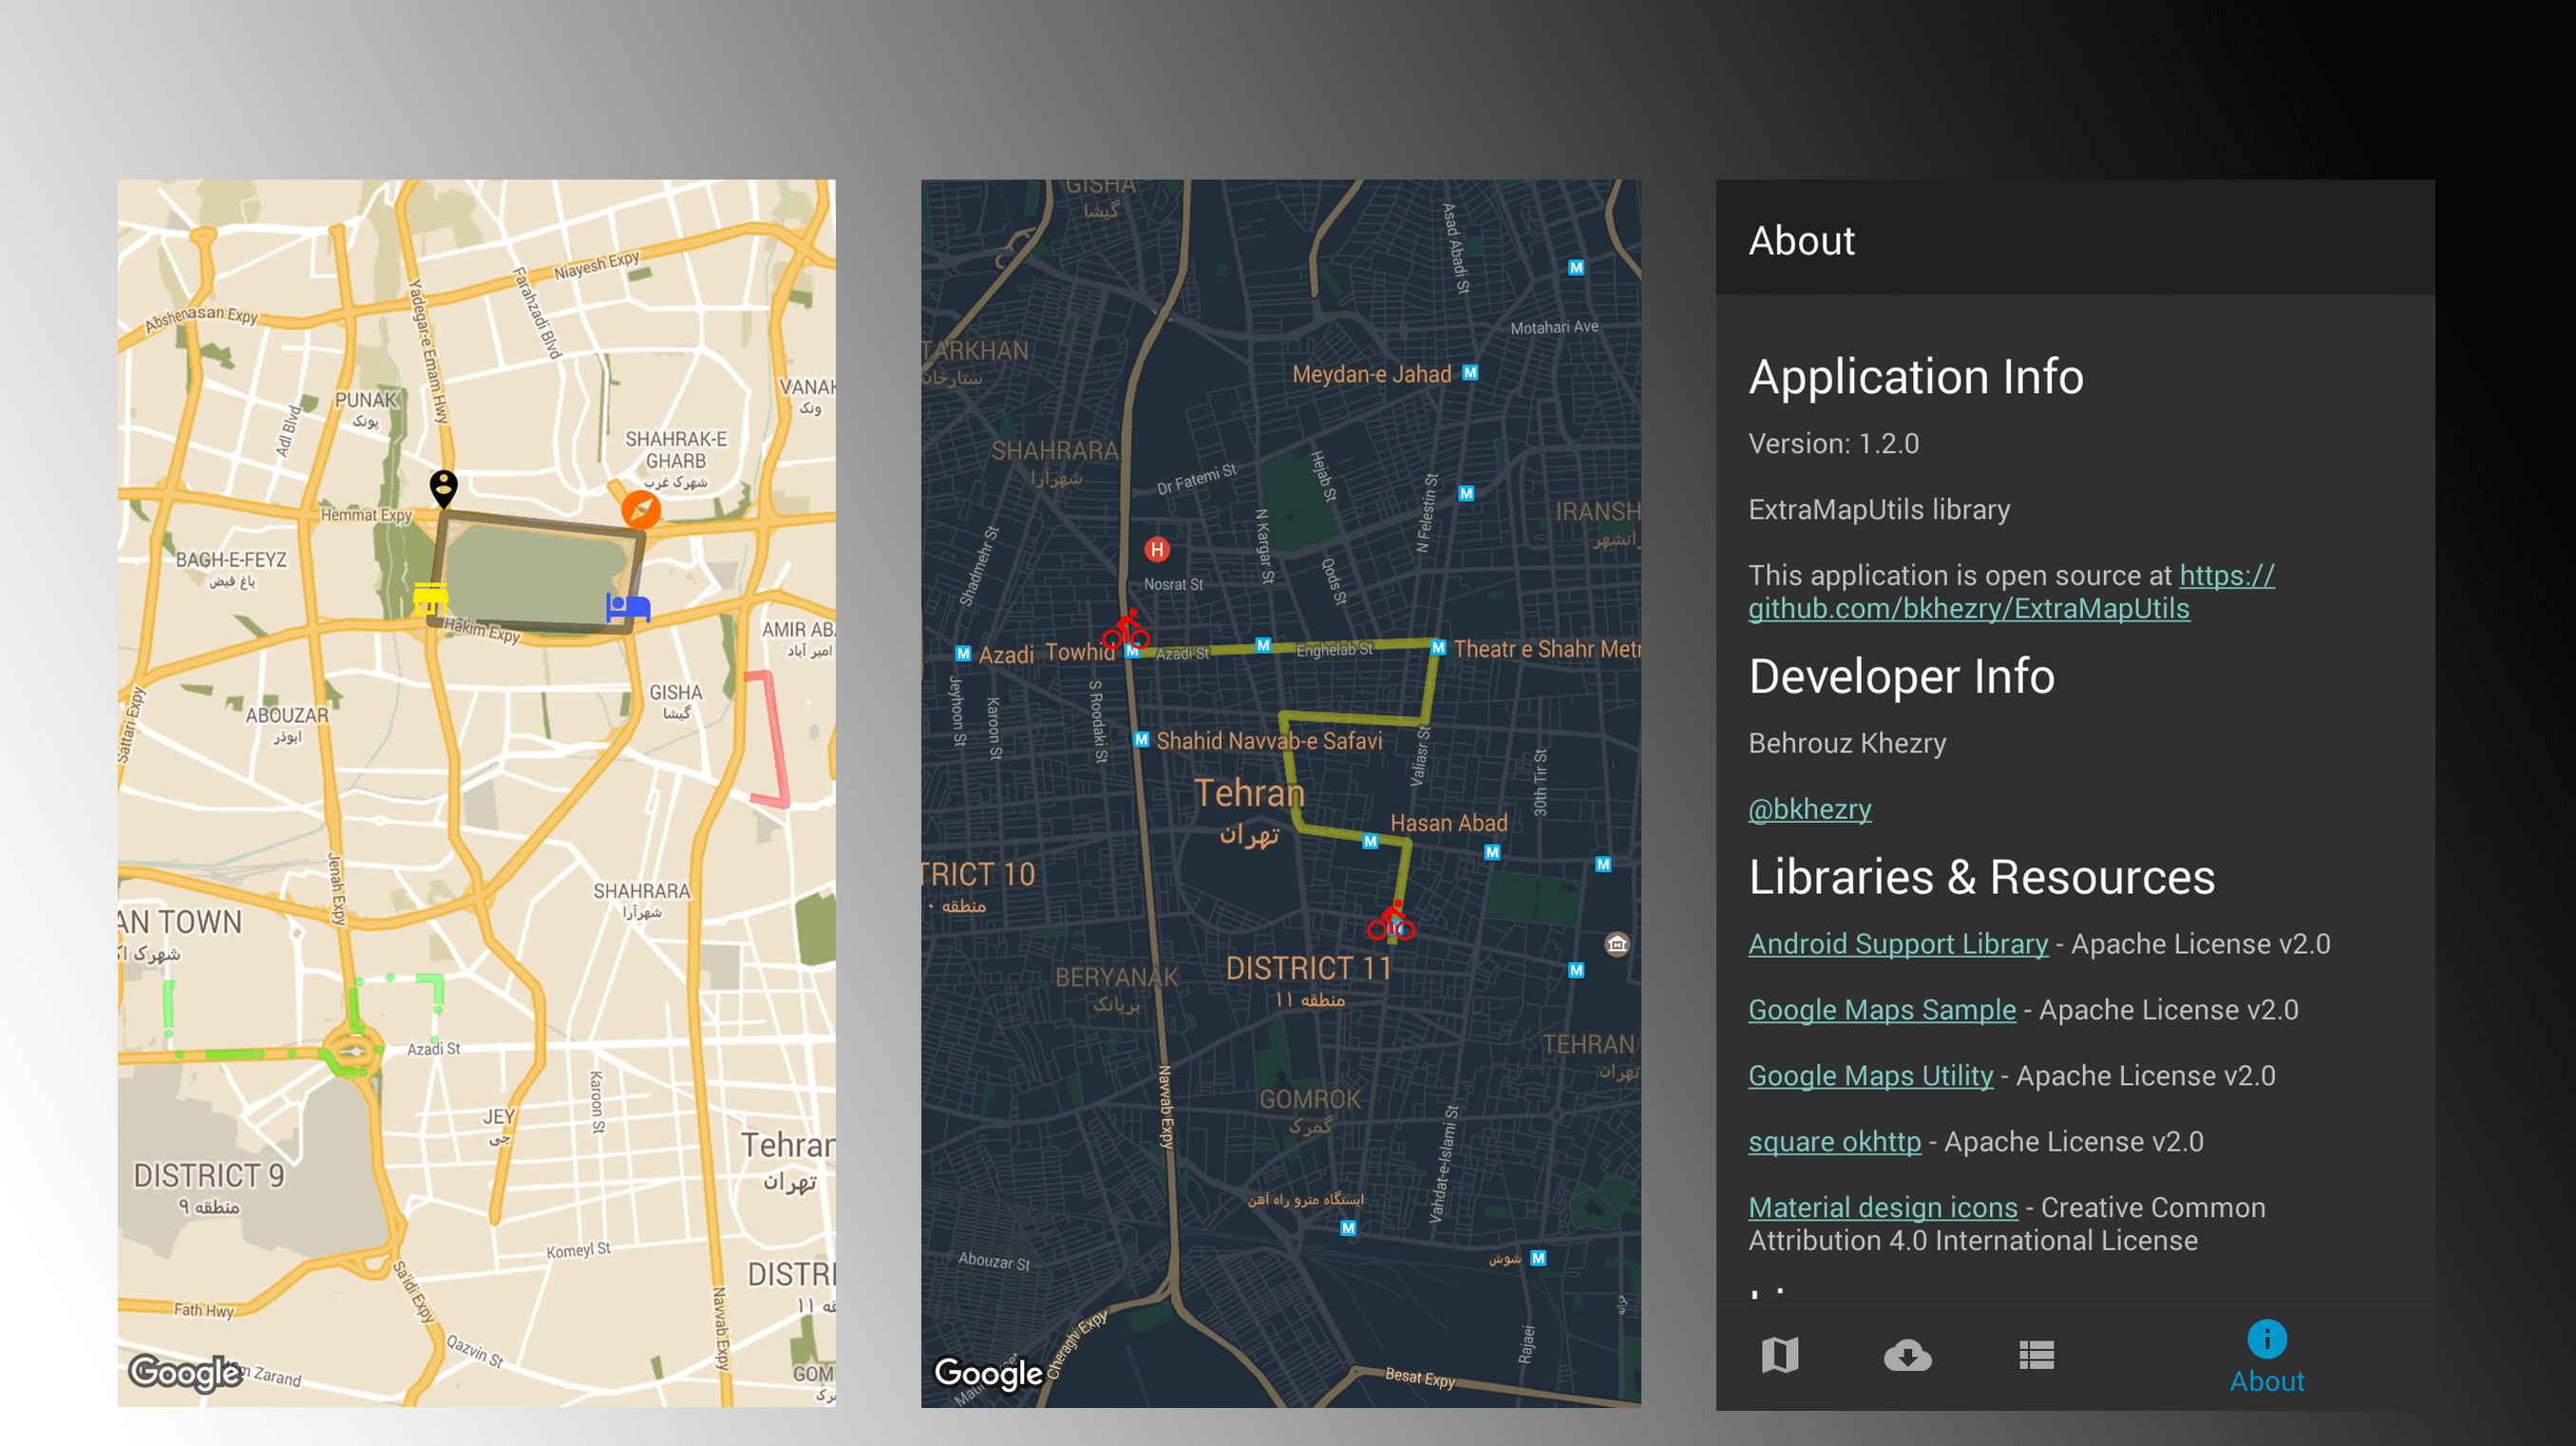 Niayesh Expy
Abshenasan Expy
Yadegar-e Emam Hwy
Farahzadi Blvd
VANAK
ونک
PUNAK
پونک
Adl Blvd
SHAHRAK-E
GHARB
شهرک غرب
Hemmat Expy
BAGH-E-FEYZ
باغ فیض
Hakim Expy
AMIR ABA
امیر آباد
GISHA
گیشا
Sattari Expy
ABOUZAR
ابوذر
Jenah Expy
SHAHRARA
شهرآرا
AN TOWN
شهرک اک
Azadi St
Karoon St
JEY
جی
Tehran
تهران
DISTRICT 9
منطقه ۹
Komeyl St
DISTRI
قه ۱۱
Sa'idi Expy
Fath Hwy
Navvab Expy
Qazvin St
Google
Zarand
GOM
GISHA
گیشا
Asad Abadi St
M
Motahari Ave
TARKHAN
ستارخان
Meydan-e Jahad M
SHAHRARA
شهرآرا
Dr Fatemi St
Hejab St
N Felestin St
M
IRANSH
رانشهر
N Kargar St
Shadmehr St
H
Nosrat St
Qods St
M Azadi
Towhid M
Azadi St
M
Enghelab St
M Theatr e Shahr Metr
Jeyhoon St
Karoon St
S Roodaki St
M Shahid Navvab-e Safavi
Valiasr St
30th Tir St
Tehran
تهران
Hasan Abad
M
M
M
TRICT 10
منطقه ۰
DISTRICT 11
منطقه ۱۱
M
BERYANAK
بریانک
TEHRAN
تهران
Navvab Expy
GOMROK
گمرک
Vahdat-e-Islami St
ایستگاه مترو راه آهن
M
شوش M
Abouzar St
Rajaei
Cheraghi Expy
Besat Expy
Google
About
Application Info
Version: 1.2.0
ExtraMapUtils library
This application is open source at https://
github.com/bkhezry/ExtraMapUtils
Developer Info
Behrouz Khezry
@bkhezry
Libraries & Resources
Android Support Library - Apache License v2.0
Google Maps Sample - Apache License v2.0
Google Maps Utility - Apache License v2.0
square okhttp - Apache License v2.0
Material design icons - Creative Common
Attribution 4.0 International License
About